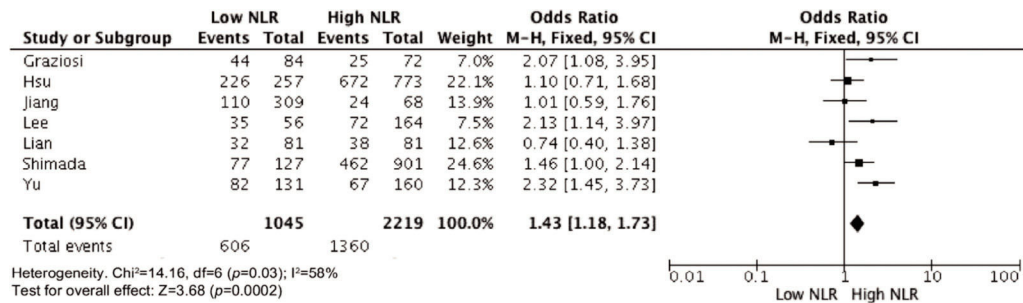 Low NLR High NLR Odds Ratio Odds Ratio
Study or Subgroup Events Total Events Total Weight M-H, Fixed, 95% CI M-H, Fixed, 95% CI
Graziosi 44 84 25 72 7.0% 2.07 [1.08, 3.95]
Hsu 226 257 672 773 22.1% 1.10 [0.71, 1.68]
Jiang 110 309 24 68 13.9% 1.01 [0.59, 1.76]
Lee 35 56 72 164 7.5% 2.13 [1.14, 3.97]
Lian 32 81 38 81 12.6% 0.74 [0.40, 1.38]
Shimada 77 127 462 901 24.6% 1.46 [1.00, 2.14]
Yu 82 131 67 160 12.3% 2.32 [1.45, 3.73]
Total (95% CI) 1045 2219 100.0% 1.43 [1.18, 1.73]
Total events 606 1360
Heterogeneity. Chi²=14.16, df=6 (p=0.03); I²=58%
Test for overall effect: Z=3.68 (p=0.0002)
0.01 0.1 1 10 100
Low NLR High NLR